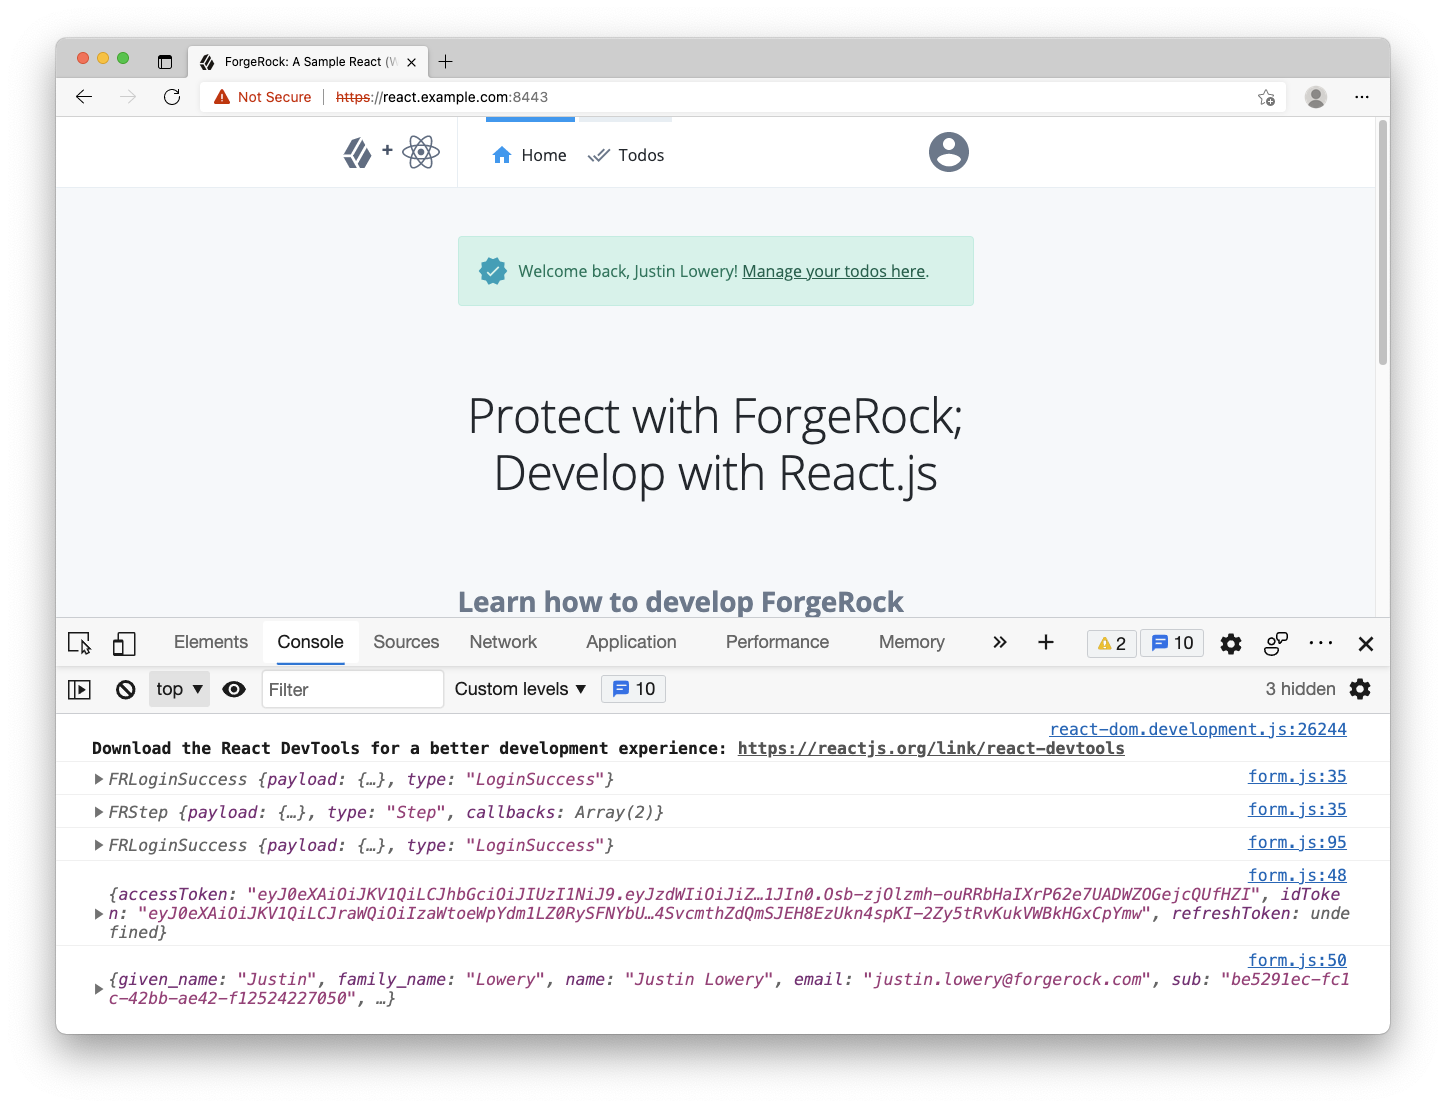 ForgeRock: A Sample React (W
Not Secure https://react.example.com:8443
+ Home Todos
Welcome back, Justin Lowery! Manage your todos here.
Protect with ForgeRock;
Develop with React.js
Learn how to develop ForgeRock
Elements Console Sources Network Application Performance Memory 2 10
top Filter Custom levels 10 3 hidden
react-dom.development.js:26244
Download the React DevTools for a better development experience: https://reactjs.org/link/react-devtools
FRLoginSuccess {payload: {…}, type: "LoginSuccess"} form.js:35
FRStep {payload: {…}, type: "Step", callbacks: Array(2)} form.js:35
FRLoginSuccess {payload: {…}, type: "LoginSuccess"} form.js:95
form.js:48
{accessToken: "eyJ0eXAiOiJKV1QiLCJhbGciOiJIUzI1NiJ9.eyJzdWIiOiJiZ…1JIn0.Osb-zjOlzmh-ouRRbHaIXrP62e7UADWZOGejcQUfHZI", idToke
n: "eyJ0eXAiOiJKV1QiLCJraWQiOiIzaWtoeWpYdm1LZ0RySFNYbU…4SvcmthZdQmSJEH8EzUkn4spKI-2Zy5tRvKukVWBkHGxCpYmw", refreshToken: unde
fined}
form.js:50
{given_name: "Justin", family_name: "Lowery", name: "Justin Lowery", email: "justin.lowery@forgerock.com", sub: "be5291ec-fc1
c-42bb-ae42-f12524227050", …}